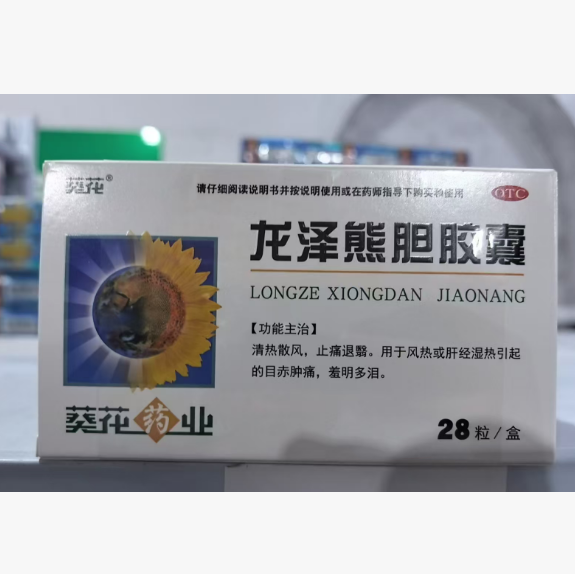 葵花®
请仔细阅读说明书并按说明使用或在药师指导下购买和使用
OTC
龙泽熊胆胶囊
LONGZE XIONGDAN JIAONANG
【功能主治】
清热散风，止痛退翳。用于风热或肝经湿热引起
的目赤肿痛，羞明多泪。
葵花药业
28粒/盒